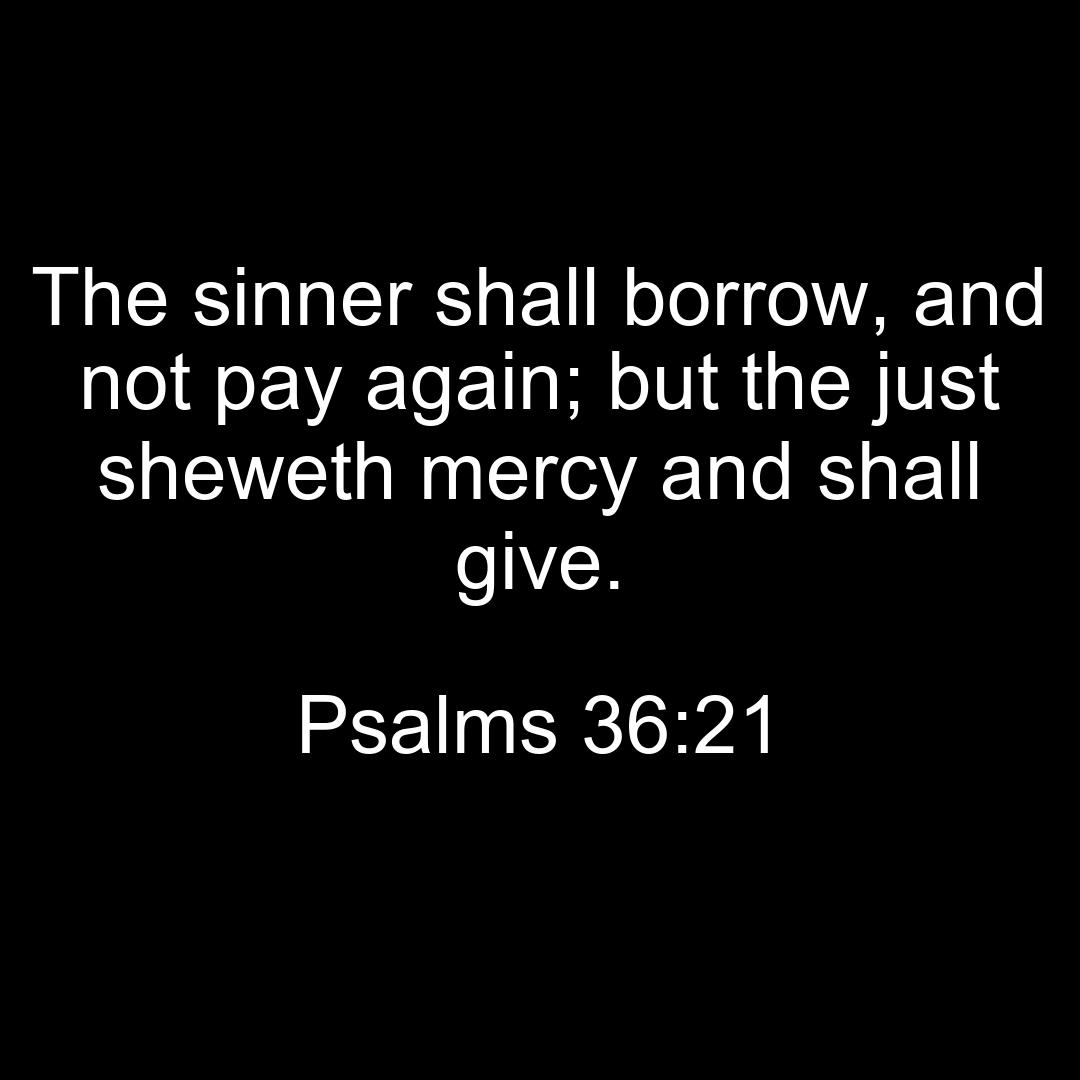 The sinner shall borrow, and
not pay again; but the just
sheweth mercy and shall
give.
Psalms 36:21